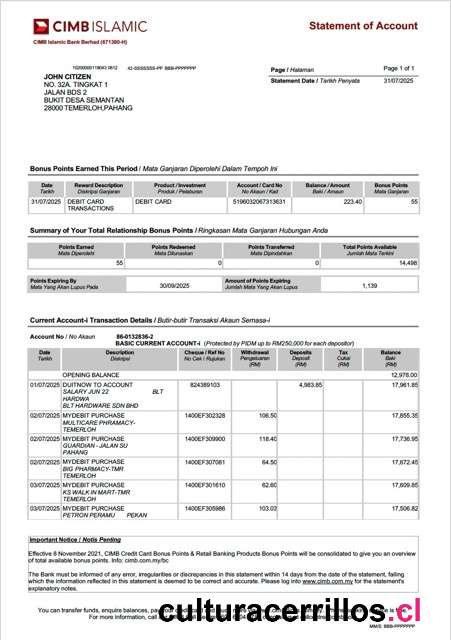 CIMB ISLAMIC
Statement of Account
CIMB Islamic Bank Berhad (671380-H)
Page / Halaman
Page 1 of 1
Statement Date / Tarikh Penyata
31/07/2025
JOHN CITIZEN
NO. 32A. TINGKAT 1
JALAN BDS 2
BUKIT DESA SEMANTAN
28000 TEMERLOH,PAHANG
Bonus Points Earned This Period / Mata Ganjaran Diperolehi Dalam Tempoh Ini
Date Reward Description Product / Investment Account / Card No Balance / Amount Bonus Points
Tarikh Diskripsi Ganjaran Produk / Pelaburan No Akaun / Kad Baki / Amaun Mata Ganjaran
31/07/2025 DEBIT CARD DEBIT CARD 5196032067313631 223.40 55
TRANSACTIONS
Summary of Your Total Relationship Bonus Points / Ringkasan Mata Ganjaran Hubungan Anda
Points Earned Points Redeemed Points Transferred Total Points Available
Mata Diperolehi Mata Ditunaikan Mata Dipindahkan Jumlah Mata Terkini
55 0 0 14,498
Points Expiring By 30/09/2025 Amount of Points Expiring 1,139
Mata Yang Akan Luput Pada Jumlah Mata Yang Akan Luput
Current Account-i Transaction Details / Butir-butir Transaksi Akaun Semasa-i
Account No / No Akaun 86-0132836-2
BASIC CURRENT ACCOUNT-i (Protected by PIDM up to RM250,000 for each depositor)
Date Description Cheque / Ref No Withdrawal Deposits Tax Balance
Tarikh Diskripsi No Cek / Rujukan Pengeluaran Deposit Cukai Baki
(RM) (RM) (RM) (RM)
OPENING BALANCE 12,978.00
01/07/2025 DUITNOW TO ACCOUNT 824389103 4,983.85 17,961.85
SALARY JUN 22 BLT
HARDWA
BLT HARDWARE SDN BHD
02/07/2025 MYDEBIT PURCHASE 1400EF302328 106.50 17,855.35
MULTICARE PHRAMACY-
TEMERLOH
02/07/2025 MYDEBIT PURCHASE 1400EF309900 118.40 17,736.95
GUARDIAN - JALAN SU
PAHANG
02/07/2025 MYDEBIT PURCHASE 1400EF307081 64.50 17,672.45
BIG PHARMACY-TMR
TEMERLOH
03/07/2025 MYDEBIT PURCHASE 1400EF301610 62.60 17,609.85
KS WALK IN MART-TMR
TEMERLOH
03/07/2025 MYDEBIT PURCHASE 1400EF305986 103.03 17,506.82
PETRON PERAMU PEKAN
Important Notice / Notis Penting
Effective 6 November 2021, CIMB Credit Card Bonus Points & Retail Banking Products Bonus Points will be consolidated to give you an overview
of total available bonus points. Info: cimb.com.my/bc
The Bank must be informed of any error, irregularities or discrepancies in this statement within 14 days from the date of the statement, failing
which the information reflected in this statement is deemed to be correct and accurate. Please log into www.cimb.com.my for this statement's
explanatory notes.
You can transfer funds, enquire balances, pay
For more information, call
culturacerrillos.cl